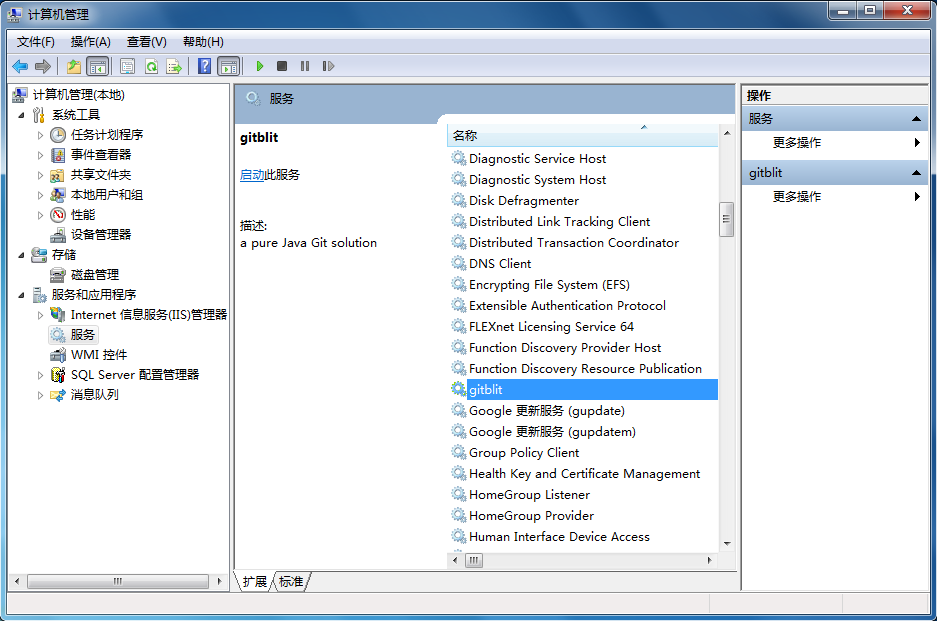 计算机管理
文件(F) 操作(A) 查看(V) 帮助(H)
计算机管理(本地)
系统工具
任务计划程序
事件查看器
共享文件夹
本地用户和组
性能
设备管理器
存储
磁盘管理
服务和应用程序
Internet 信息服务(IIS)管理器
服务
WMI 控件
SQL Server 配置管理器
消息队列
服务
gitblit
启动此服务
描述:
a pure Java Git solution
名称
Diagnostic Service Host
Diagnostic System Host
Disk Defragmenter
Distributed Link Tracking Client
Distributed Transaction Coordinator
DNS Client
Encrypting File System (EFS)
Extensible Authentication Protocol
FLEXnet Licensing Service 64
Function Discovery Provider Host
Function Discovery Resource Publication
gitblit
Google 更新服务 (gupdate)
Google 更新服务 (gupdatem)
Group Policy Client
Health Key and Certificate Management
HomeGroup Listener
HomeGroup Provider
Human Interface Device Access
扩展 标准
操作
服务
更多操作
gitblit
更多操作